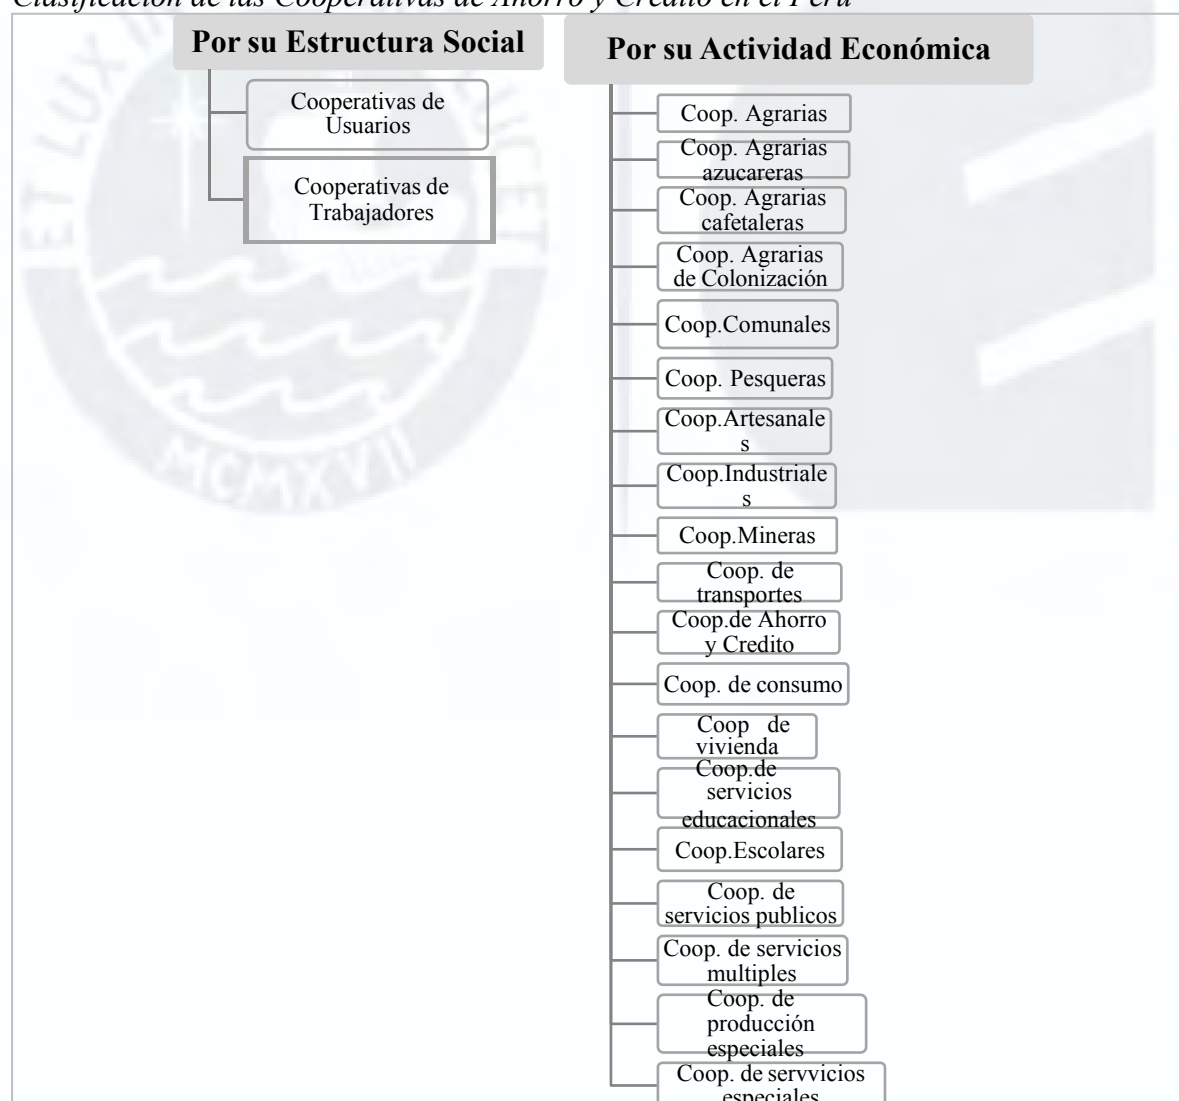 Clasificación de las Cooperativas de Ahorro y Crédito en el Perú
Por su Estructura Social
Cooperativas de
Usuarios
Cooperativas de
Trabajadores
Por su Actividad Económica
Coop. Agrarias
Coop. Agrarias
azucareras
Coop. Agrarias
cafetaleras
Coop. Agrarias
de Colonización
Coop.Comunales
Coop. Pesqueras
Coop.Artesanale
s
Coop.Industriale
s
Coop.Mineras
Coop. de
transportes
Coop.de Ahorro
y Credito
Coop. de consumo
Coop de
vivienda
Coop.de
servicios
educacionales
Coop.Escolares
Coop. de
servicios publicos
Coop. de servicios
multiples
Coop. de
producción
especiales
Coop. de servvicios
especiales
ET LUX IN
MCMXVII